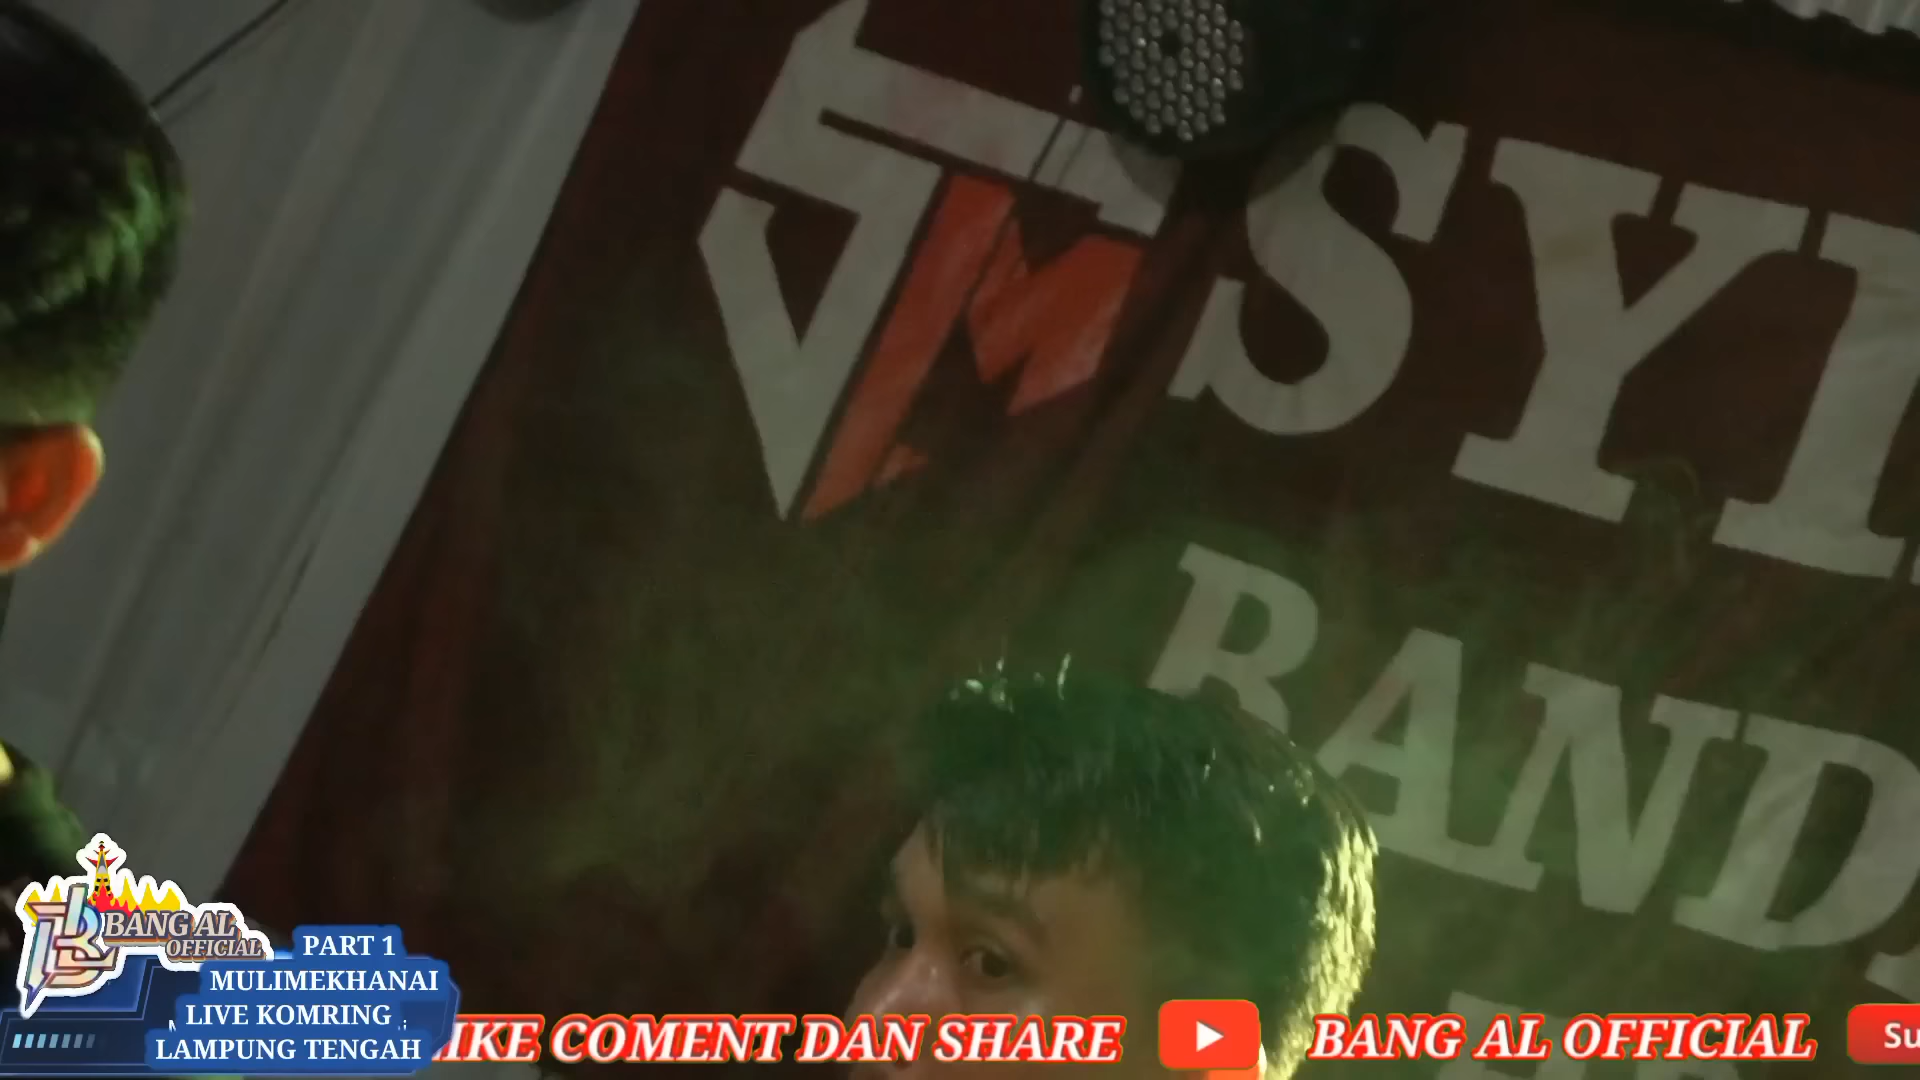 SYI
BAND
BANG AL
OFFICIAL
PART 1
MULIMEKHANAI
LIVE KOMRING
LAMPUNG TENGAH
IKE COMENT DAN SHARE
BANG AL OFFICIAL
Su